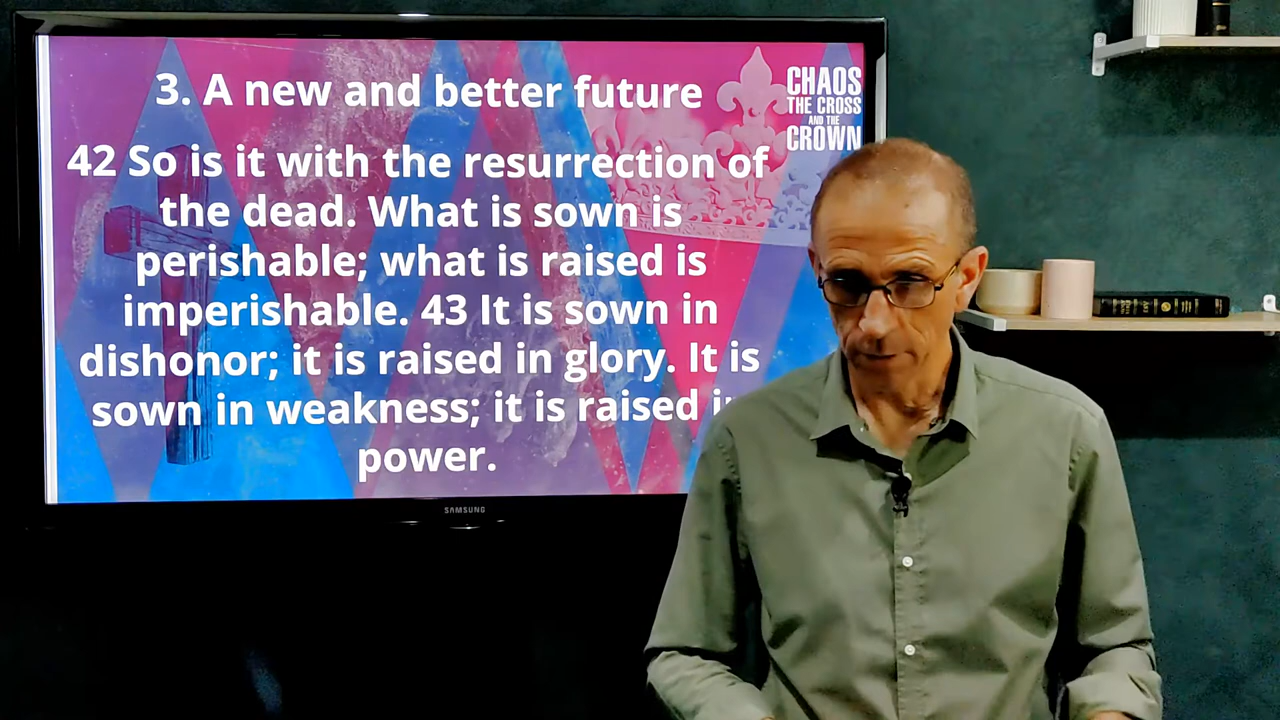 3. A new and better future
CHAOS
THE CROSS
AND THE
CROWN
42 So is it with the resurrection of
the dead. What is sown is
perishable; what is raised is
imperishable. 43 It is sown in
dishonor; it is raised in glory. It is
sown in weakness; it is raised
power.
SAMSUNG